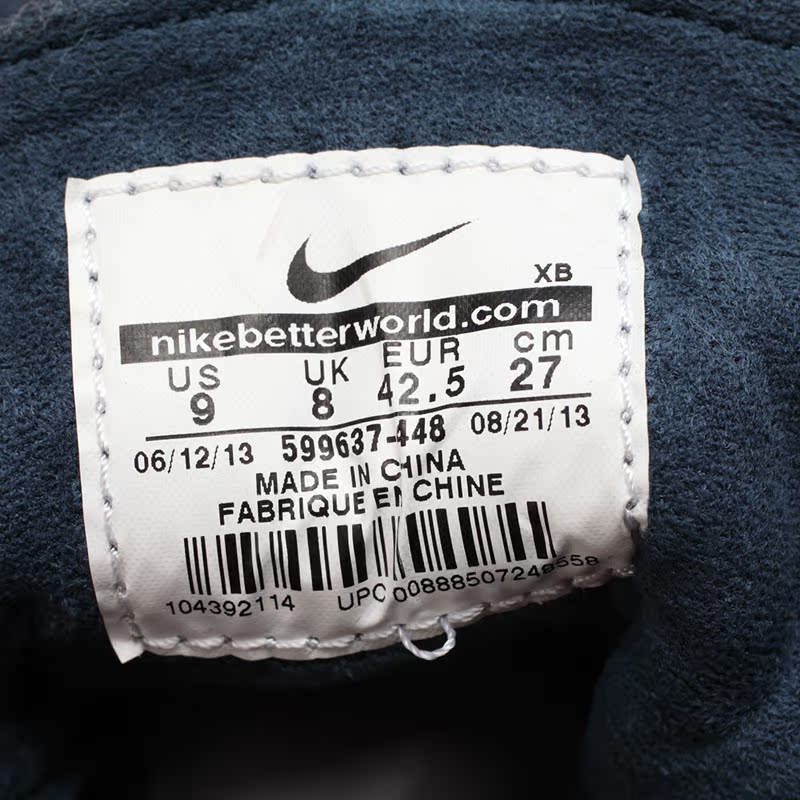 XB
nikebetterworld.com
US UK EUR cm
9 8 42.5 27
06/12/13 599637-448 08/21/13
MADE IN CHINA
FABRIQUE EN CHINE
104392114 UPC